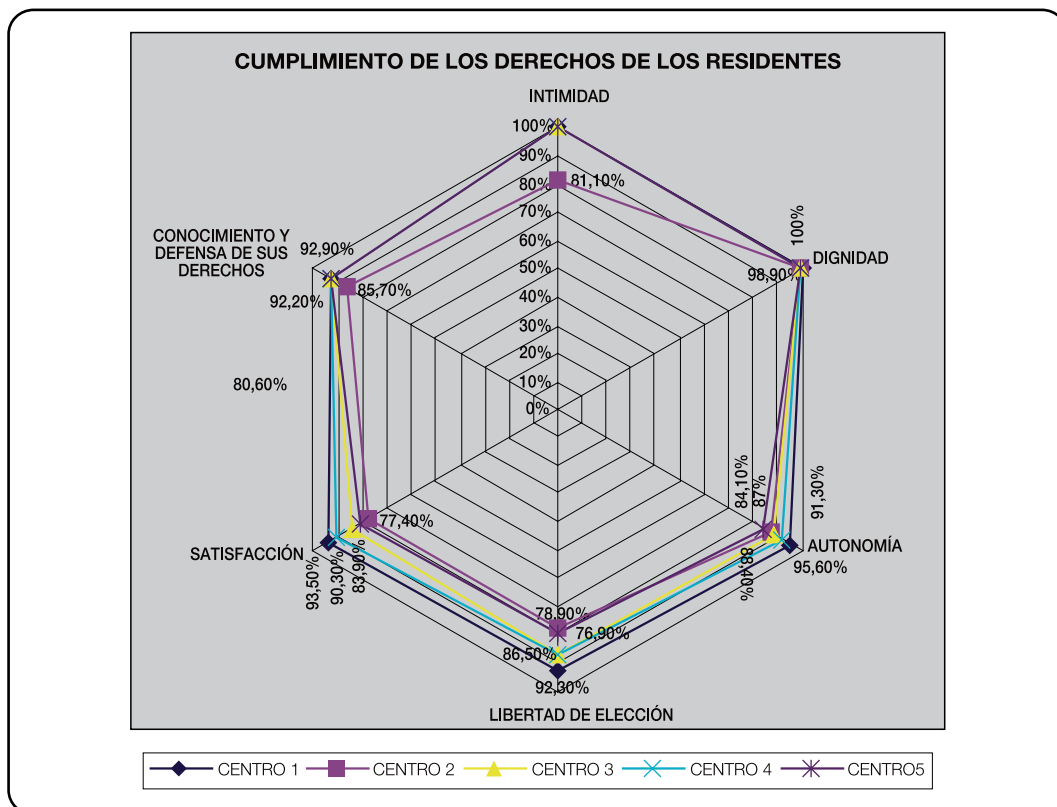 CUMPLIMIENTO DE LOS DERECHOS DE LOS RESIDENTES
INTIMIDAD
100%
90%
80%
81,10%
70%
60%
50%
40%
30%
20%
10%
0%
CONOCIMIENTO Y
DEFENSA DE SUS
DERECHOS
92,90%
92,20%
85,70%
80,60%
100%
DIGNIDAD
98,90%
84,10%
87%
91,30%
AUTONOMÍA
88,40%
95,60%
77,40%
SATISFACCIÓN
93,50%
90,30%
83,90%
78,90%
76,90%
86,50%
92,30%
LIBERTAD DE ELECCIÓN
CENTRO 1
CENTRO 2
CENTRO 3
CENTRO 4
CENTRO5